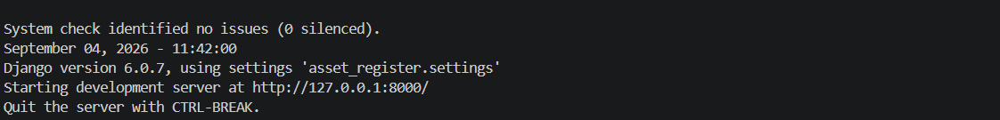 System check identified no issues (0 silenced).
September 04, 2026 - 11:42:00
Django version 6.0.7, using settings 'asset_register.settings'
Starting development server at http://127.0.0.1:8000/
Quit the server with CTRL-BREAK.